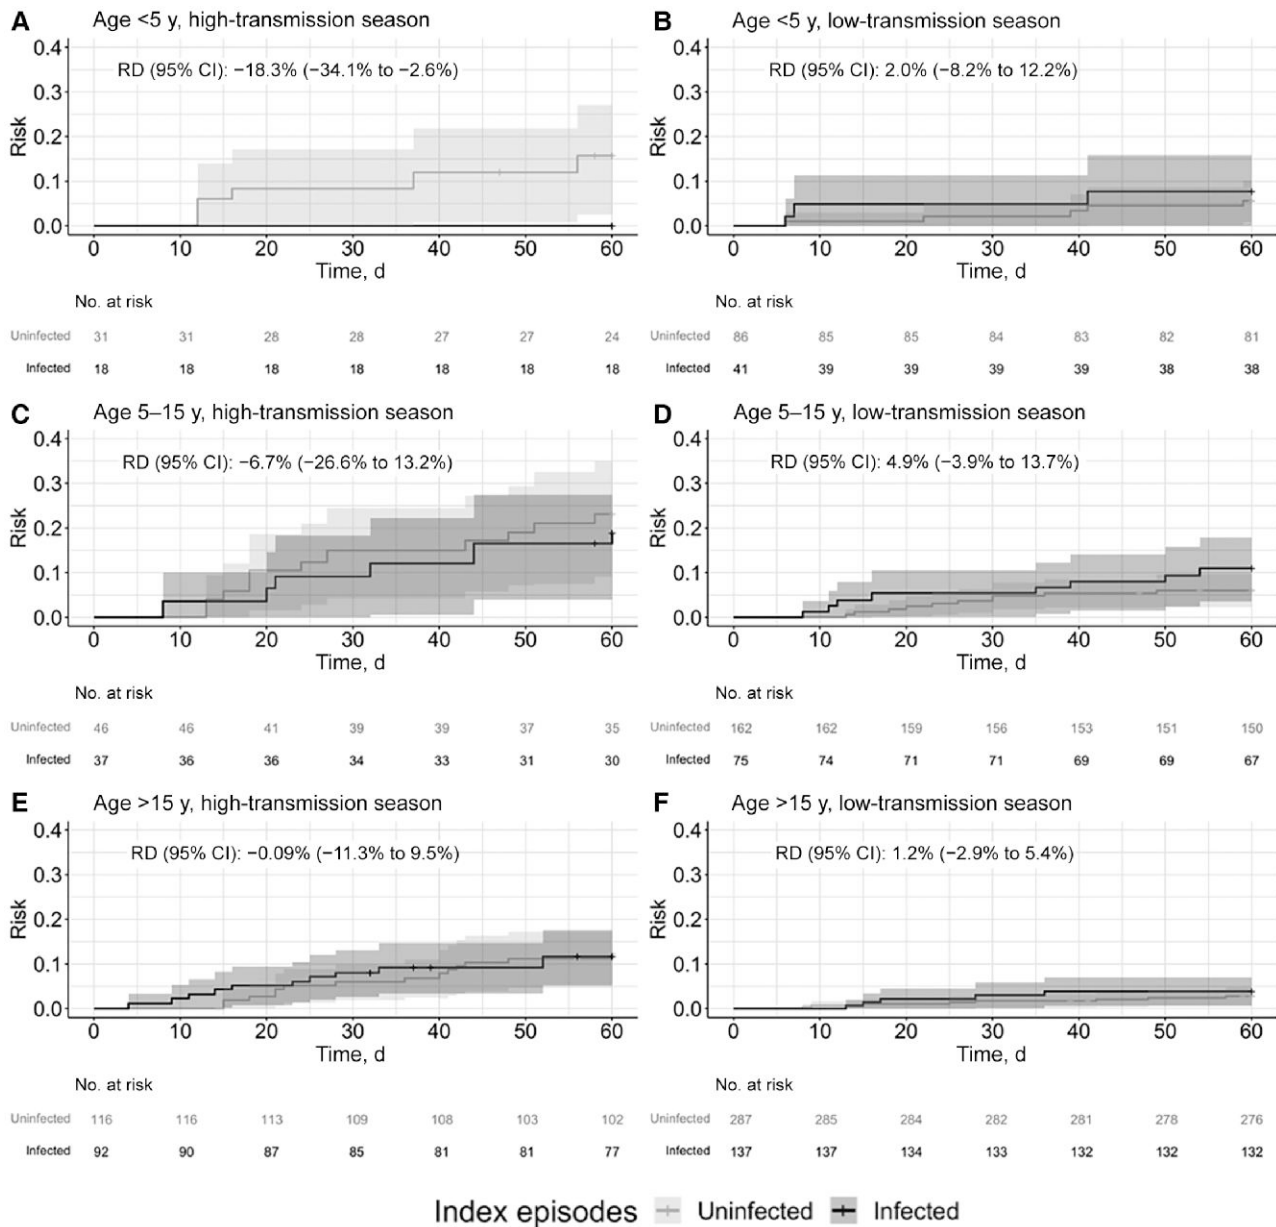 A Age <5 y, high-transmission season
RD (95% CI): −18.3% (−34.1% to −2.6%)
0.4
0.3
0.2
0.1
0.0
Risk
0 10 20 30 40 50 60
Time, d
No. at risk
Uninfected 31 31 28 28 27 27 24
Infected 18 18 18 18 18 18 18
B Age <5 y, low-transmission season
RD (95% CI): 2.0% (−8.2% to 12.2%)
0.4
0.3
0.2
0.1
0.0
Risk
0 10 20 30 40 50 60
Time, d
No. at risk
Uninfected 86 85 85 84 83 82 81
Infected 41 39 39 39 39 38 38
C Age 5–15 y, high-transmission season
RD (95% CI): −6.7% (−26.6% to 13.2%)
0.4
0.3
0.2
0.1
0.0
Risk
0 10 20 30 40 50 60
Time, d
No. at risk
Uninfected 46 46 41 39 39 37 35
Infected 37 36 36 34 33 31 30
D Age 5–15 y, low-transmission season
RD (95% CI): 4.9% (−3.9% to 13.7%)
0.4
0.3
0.2
0.1
0.0
Risk
0 10 20 30 40 50 60
Time, d
No. at risk
Uninfected 162 162 159 156 153 151 150
Infected 75 74 71 71 69 69 67
E Age >15 y, high-transmission season
RD (95% CI): −0.09% (−11.3% to 9.5%)
0.4
0.3
0.2
0.1
0.0
Risk
0 10 20 30 40 50 60
Time, d
No. at risk
Uninfected 116 116 113 109 108 103 102
Infected 92 90 87 85 81 81 77
F Age >15 y, low-transmission season
RD (95% CI): 1.2% (−2.9% to 5.4%)
0.4
0.3
0.2
0.1
0.0
Risk
0 10 20 30 40 50 60
Time, d
No. at risk
Uninfected 287 285 284 282 281 278 276
Infected 137 137 134 133 132 132 132
Index episodes Uninfected Infected